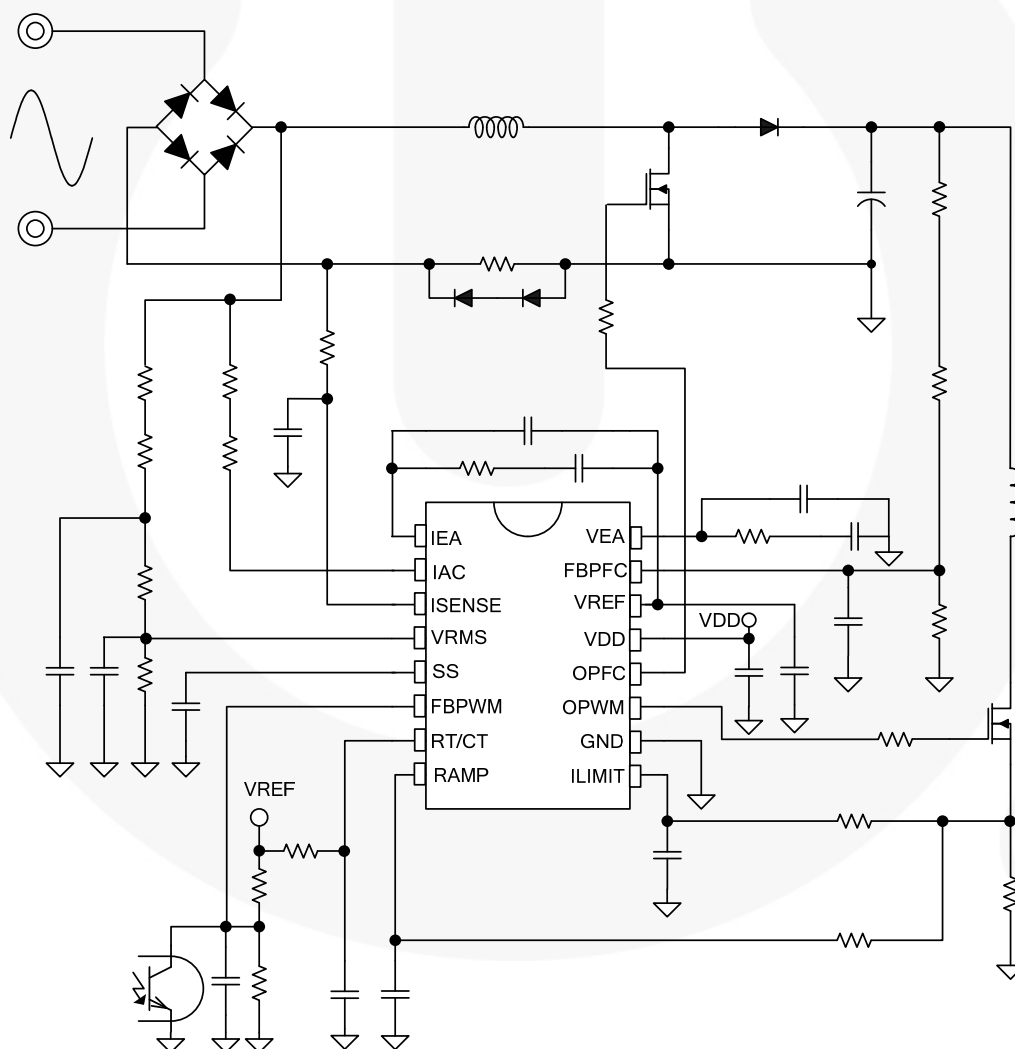 IEA
IAC
ISENSE
VRMS
SS
FBPWM
RT/CT
RAMP
VEA
FBPFC
VREF
VDD
OPFC
OPWM
GND
ILIMIT
VDD
VREF